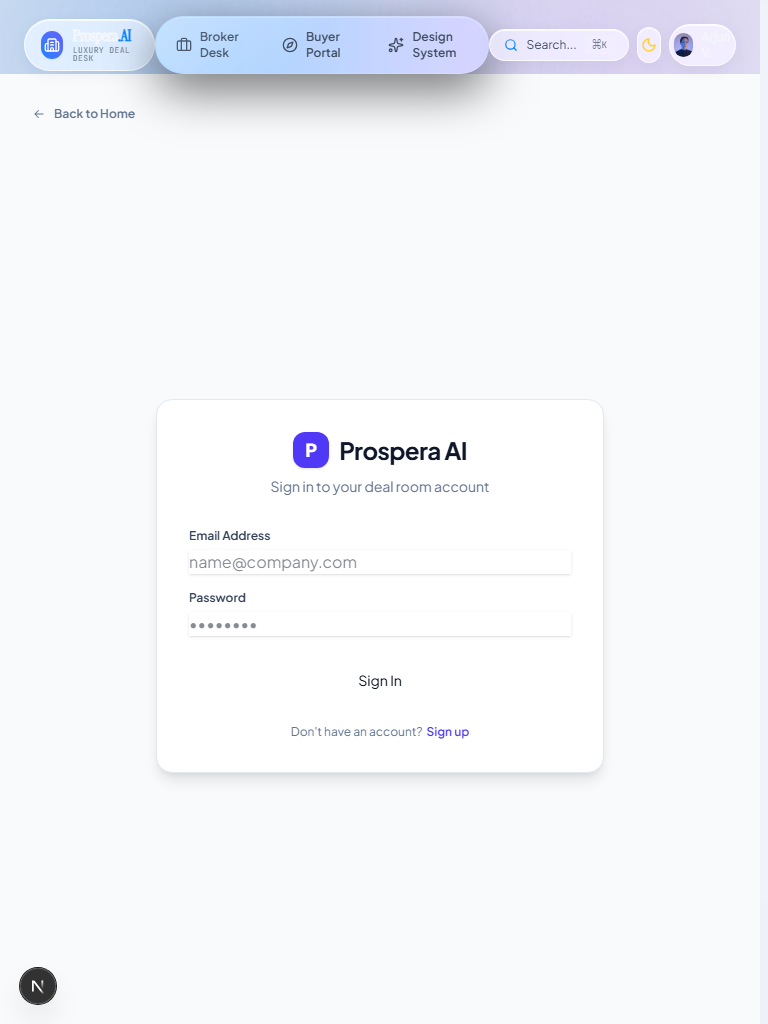 Prospera.AI
LUXURY DEAL
DESK
Broker
Desk
Buyer
Portal
Design
System
Search...
⌘K
Back to Home
P
Prospera AI
Sign in to your deal room account
Email Address
name@company.com
Password
••••••••
Sign In
Don't have an account? Sign up
N